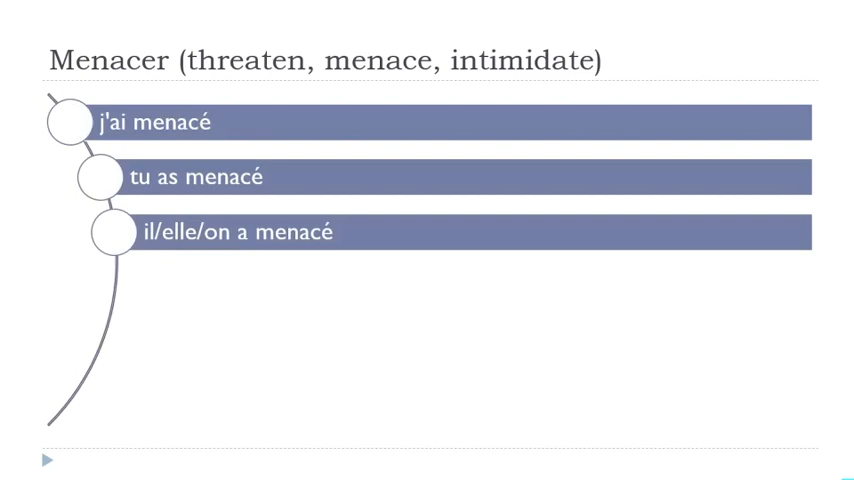 Menacer (threaten, menace, intimidate)
j'ai menacé
tu as menacé
il/elle/on a menacé